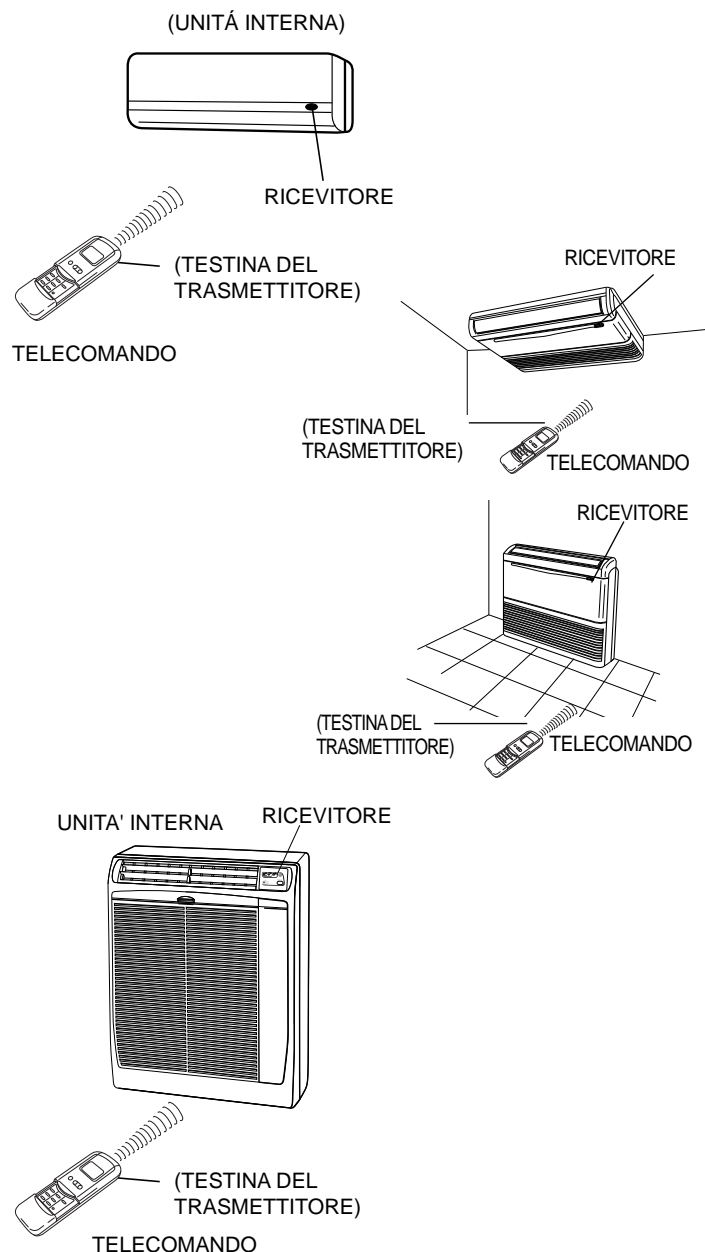 (UNITÁ INTERNA)
RICEVITORE
(TESTINA DEL
TRASMETTITORE)
TELECOMANDO
RICEVITORE
(TESTINA DEL
TRASMETTITORE)
TELECOMANDO
RICEVITORE
(TESTINA DEL
TRASMETTITORE)
TELECOMANDO
UNITA' INTERNA
RICEVITORE
(TESTINA DEL
TRASMETTITORE)
TELECOMANDO